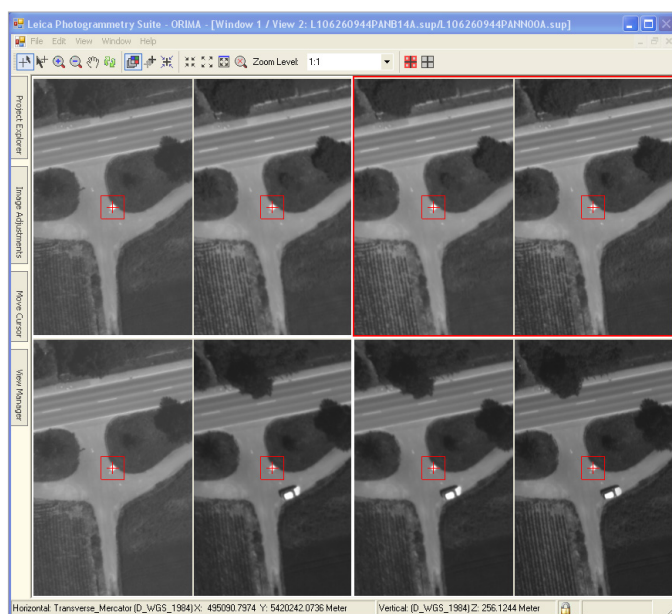 Leica Photogrammetry Suite - ORIMA - [Window 1 / View 2: L106260944PANB14A.sup/L106260944PANN00A.sup]
File Edit View Window Help
Zoom Level: 1:1
Project Explorer
Image Adjustments
Move Cursor
View Manager
Horizontal: Transverse_Mercator (D_WGS_1984) X: 495090.7974 Y: 5420242.0736 Meter Vertical: (D_WGS_1984) Z: 256.1244 Meter